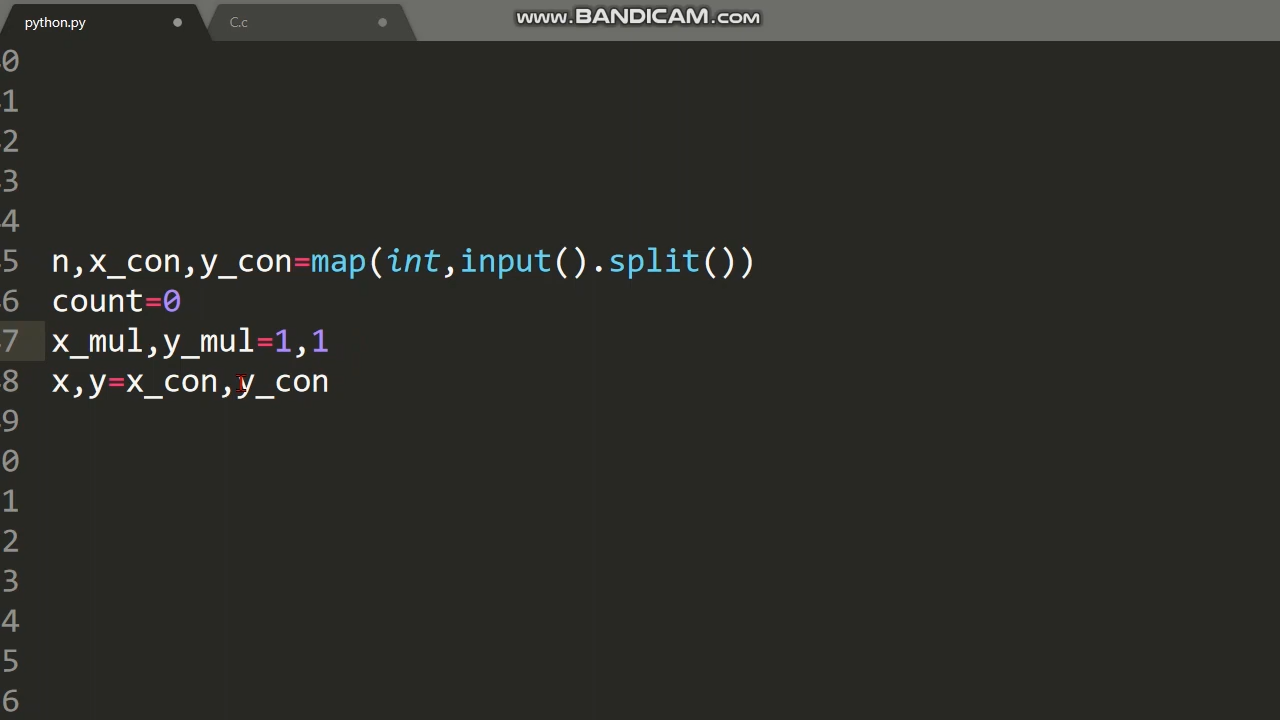 python.py
C.c
www.BANDICAM.com
0
1
2
3
4
5 n,x_con,y_con=map(int,input().split())
6 count=0
7 x_mul,y_mul=1,1
8 x,y=x_con,y_con
9
0
1
2
3
4
5
6